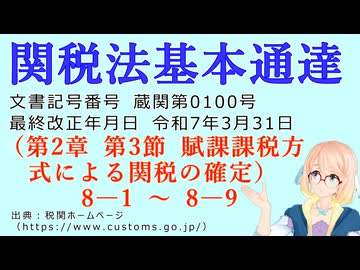 関税法基本通達
文書記号番号 蔵関第0100号
最終改正年月日 令和7年3月31日
(第2章 第3節 賦課課税方
式による関税の確定)
8―1 ～ 8―9
出典：税関ホームページ
（https://www.customs.go.jp/）